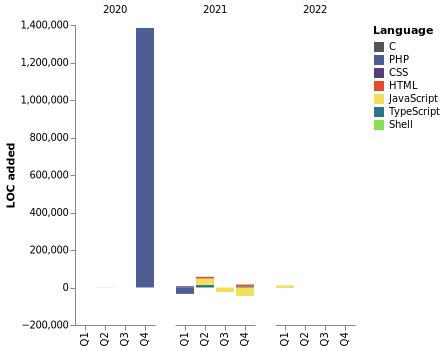 2020 2021 2022
Language
C
PHP
CSS
HTML
JavaScript
TypeScript
Shell
LOC added
1,400,000
1,200,000
1,000,000
800,000
600,000
400,000
200,000
0
−200,000
Q1 Q2 Q3 Q4 Q1 Q2 Q3 Q4 Q1 Q2 Q3 Q4